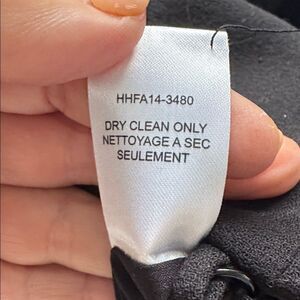 HHFA14-3480
DRY CLEAN ONLY
NETTOYAGE A SEC
SEULEMENT